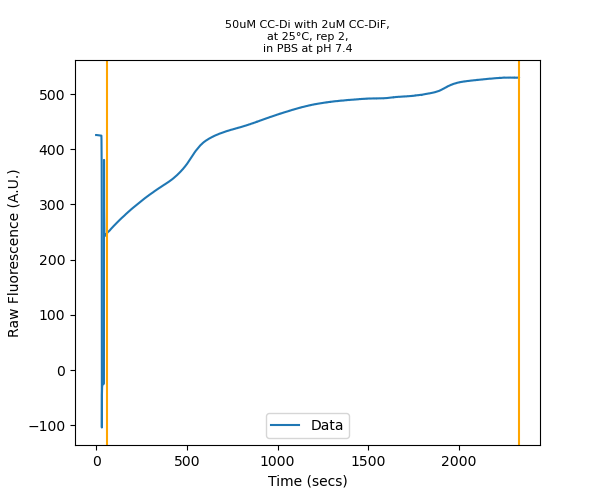 50uM CC-Di with 2uM CC-DiF,
at 25°C, rep 2,
in PBS at pH 7.4
Raw Fluorescence (A.U.)
500
400
300
200
100
0
−100
Data
0 500 1000 1500 2000
Time (secs)